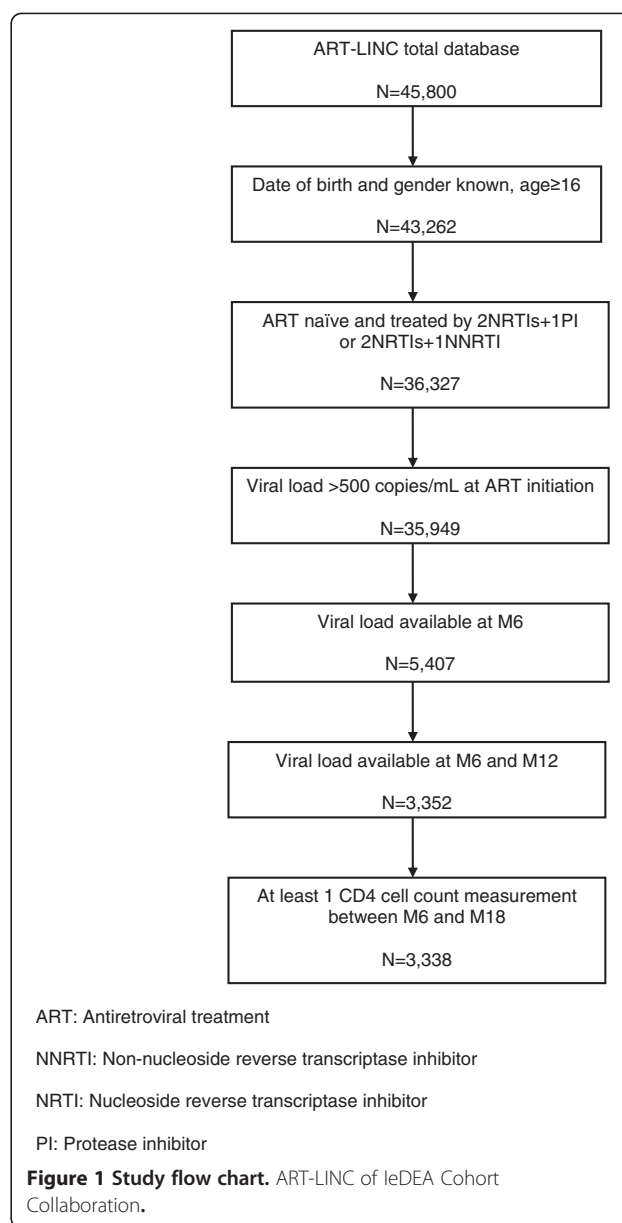 ART-LINC total database
N=45,800
Date of birth and gender known, age≥16
N=43,262
ART naïve and treated by 2NRTIs+1PI
or 2NRTIs+1NNRTI
N=36,327
Viral load >500 copies/mL at ART initiation
N=35,949
Viral load available at M6
N=5,407
Viral load available at M6 and M12
N=3,352
At least 1 CD4 cell count measurement
between M6 and M18
N=3,338
ART: Antiretroviral treatment
NNRTI: Non-nucleoside reverse transcriptase inhibitor
NRTI: Nucleoside reverse transcriptase inhibitor
PI: Protease inhibitor
Figure 1 Study flow chart. ART-LINC of IeDEA Cohort
Collaboration.